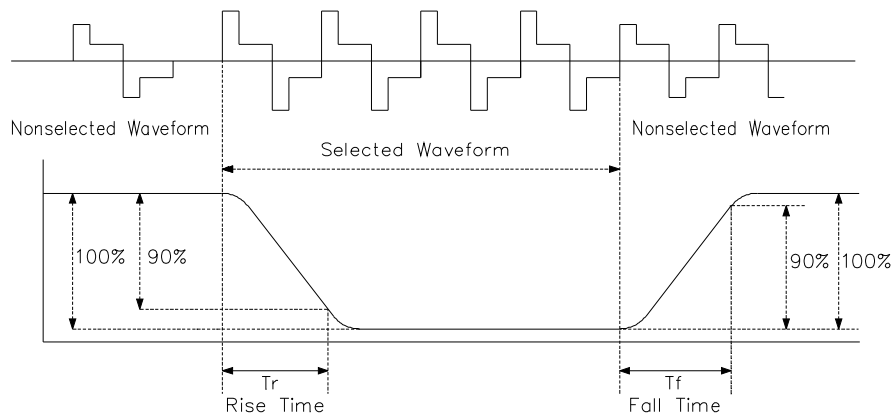 Nonselected Waveform
Selected Waveform
Nonselected Waveform
100%
90%
90%
100%
Tr
Rise Time
Tf
Fall Time